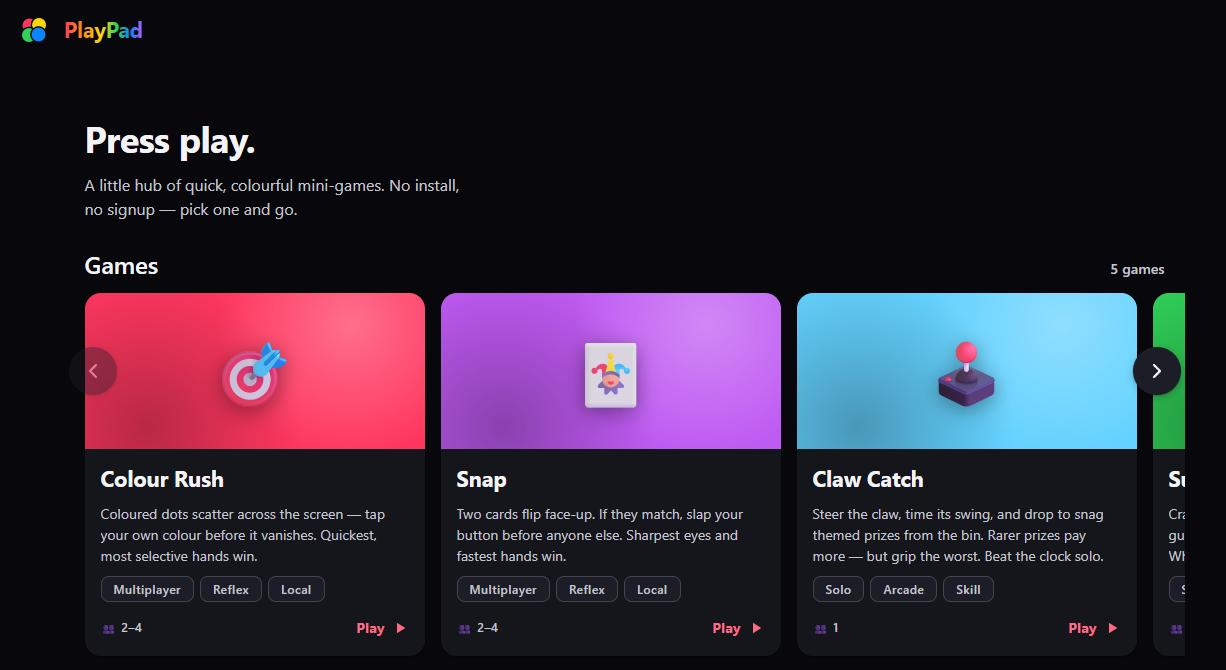 PlayPad
Press play.
A little hub of quick, colourful mini-games. No install,
no signup — pick one and go.
Games
5 games
Colour Rush
Coloured dots scatter across the screen — tap
your own colour before it vanishes. Quickest,
most selective hands win.
Multiplayer
Reflex
Local
2–4
Play
Snap
Two cards flip face-up. If they match, slap your
button before anyone else. Sharpest eyes and
fastest hands win.
Multiplayer
Reflex
Local
2–4
Play
Claw Catch
Steer the claw, time its swing, and drop to snag
themed prizes from the bin. Rarer prizes pay
more — but grip the worst. Beat the clock solo.
Solo
Arcade
Skill
1
Play